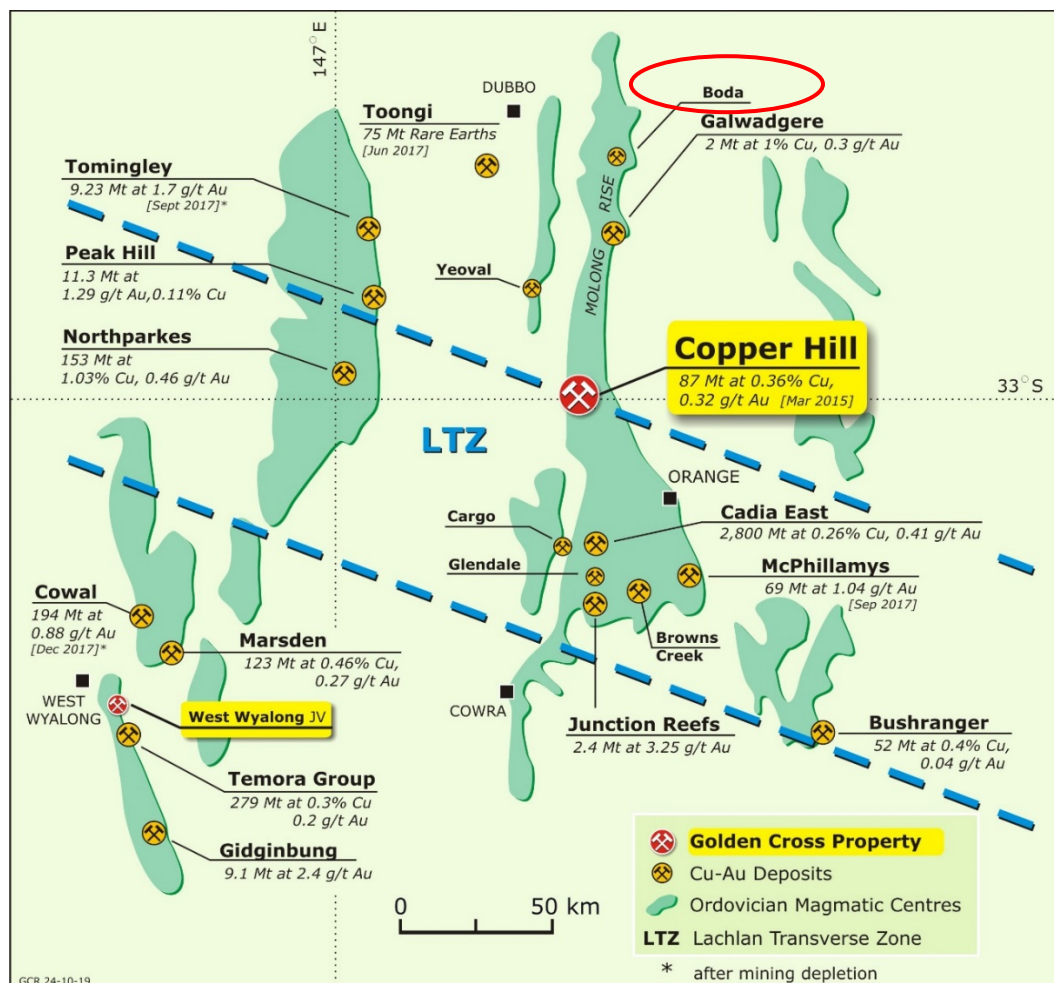 147° E
DUBBO
Boda
Toongi
75 Mt Rare Earths
[Jun 2017]
Galwadgere
2 Mt at 1% Cu, 0.3 g/t Au
Tomingley
9.23 Mt at 1.7 g/t Au
[Sept 2017]*
MOLONG RISE
Peak Hill
11.3 Mt at
1.29 g/t Au,0.11% Cu
Yeoval
Northparkes
153 Mt at
1.03% Cu, 0.46 g/t Au
Copper Hill
87 Mt at 0.36% Cu,
0.32 g/t Au [Mar 2015]
33° S
LTZ
ORANGE
Cargo
Cadia East
2,800 Mt at 0.26% Cu, 0.41 g/t Au
Glendale
McPhillamys
69 Mt at 1.04 g/t Au
[Sep 2017]
Cowal
194 Mt at
0.88 g/t Au
[Dec 2017]*
Marsden
123 Mt at 0.46% Cu,
0.27 g/t Au
Browns
Creek
WEST
WYALONG
West Wyalong JV
COWRA
Junction Reefs
2.4 Mt at 3.25 g/t Au
Bushranger
52 Mt at 0.4% Cu,
0.04 g/t Au
Temora Group
279 Mt at 0.3% Cu
0.2 g/t Au
Gidginbung
9.1 Mt at 2.4 g/t Au
0 50 km
Golden Cross Property
Cu-Au Deposits
Ordovician Magmatic Centres
LTZ Lachlan Transverse Zone
* after mining depletion
GCR 24-10-19